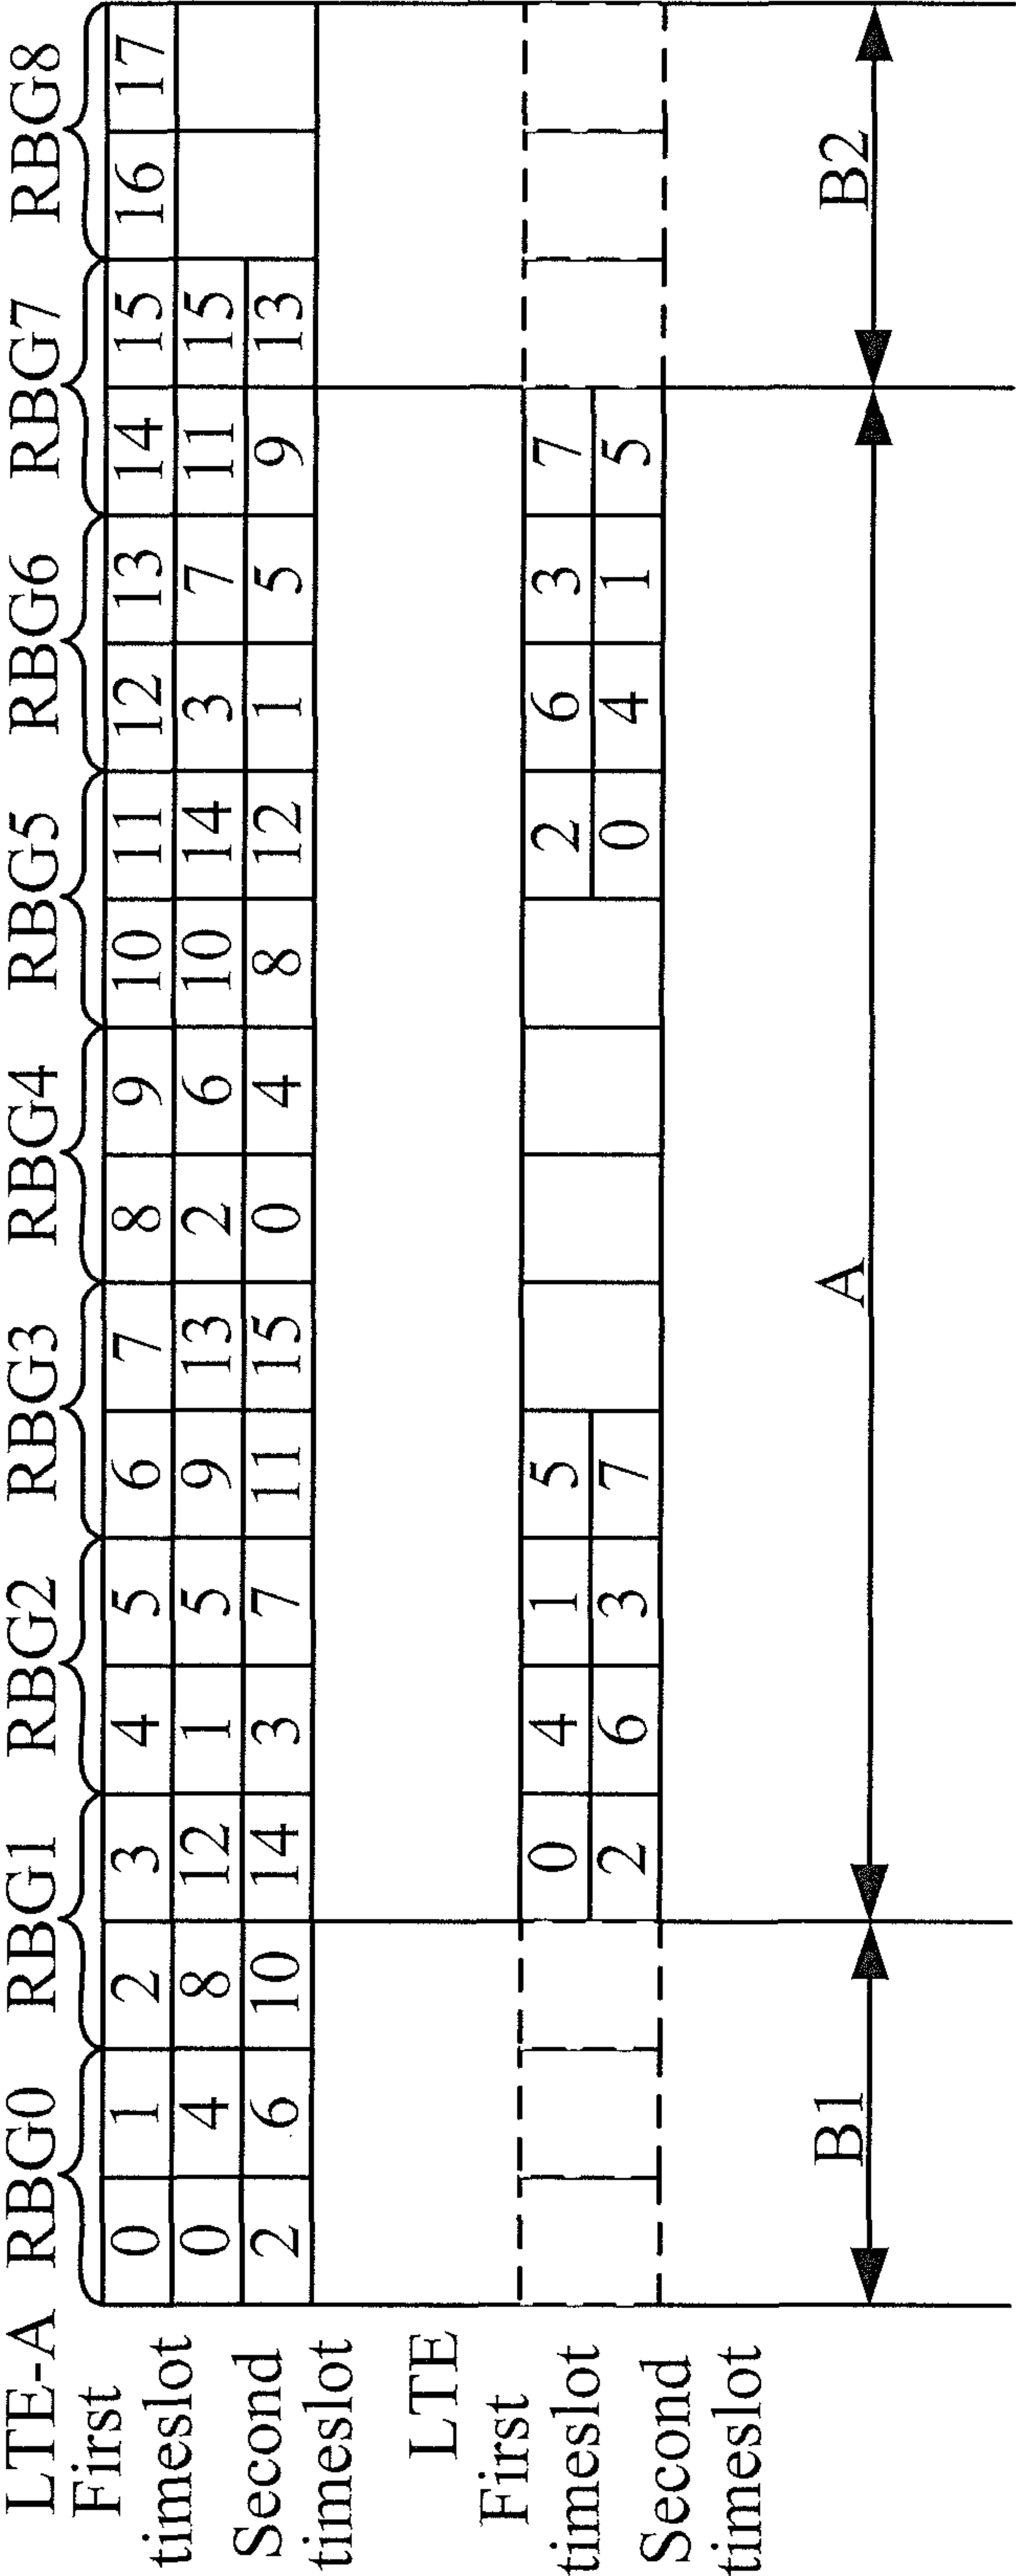 LTE-A RBG0 RBG1 RBG2 RBG3 RBG4 RBG5 RBG6 RBG7 RBG8
First timeslot
0 1 2 3 4 5 6 7 8 9 10 11 12 13 14 15 16 17
0 4 8 12 1 5 9 13 2 6 10 14 3 7 11 15
Second timeslot
2 6 10 14 3 7 11 15 0 4 8 12 1 5 9 13
LTE
First timeslot
0 4 1 5 2 6 3 7
Second timeslot
2 6 3 7 0 4 1 5
B1 A B2